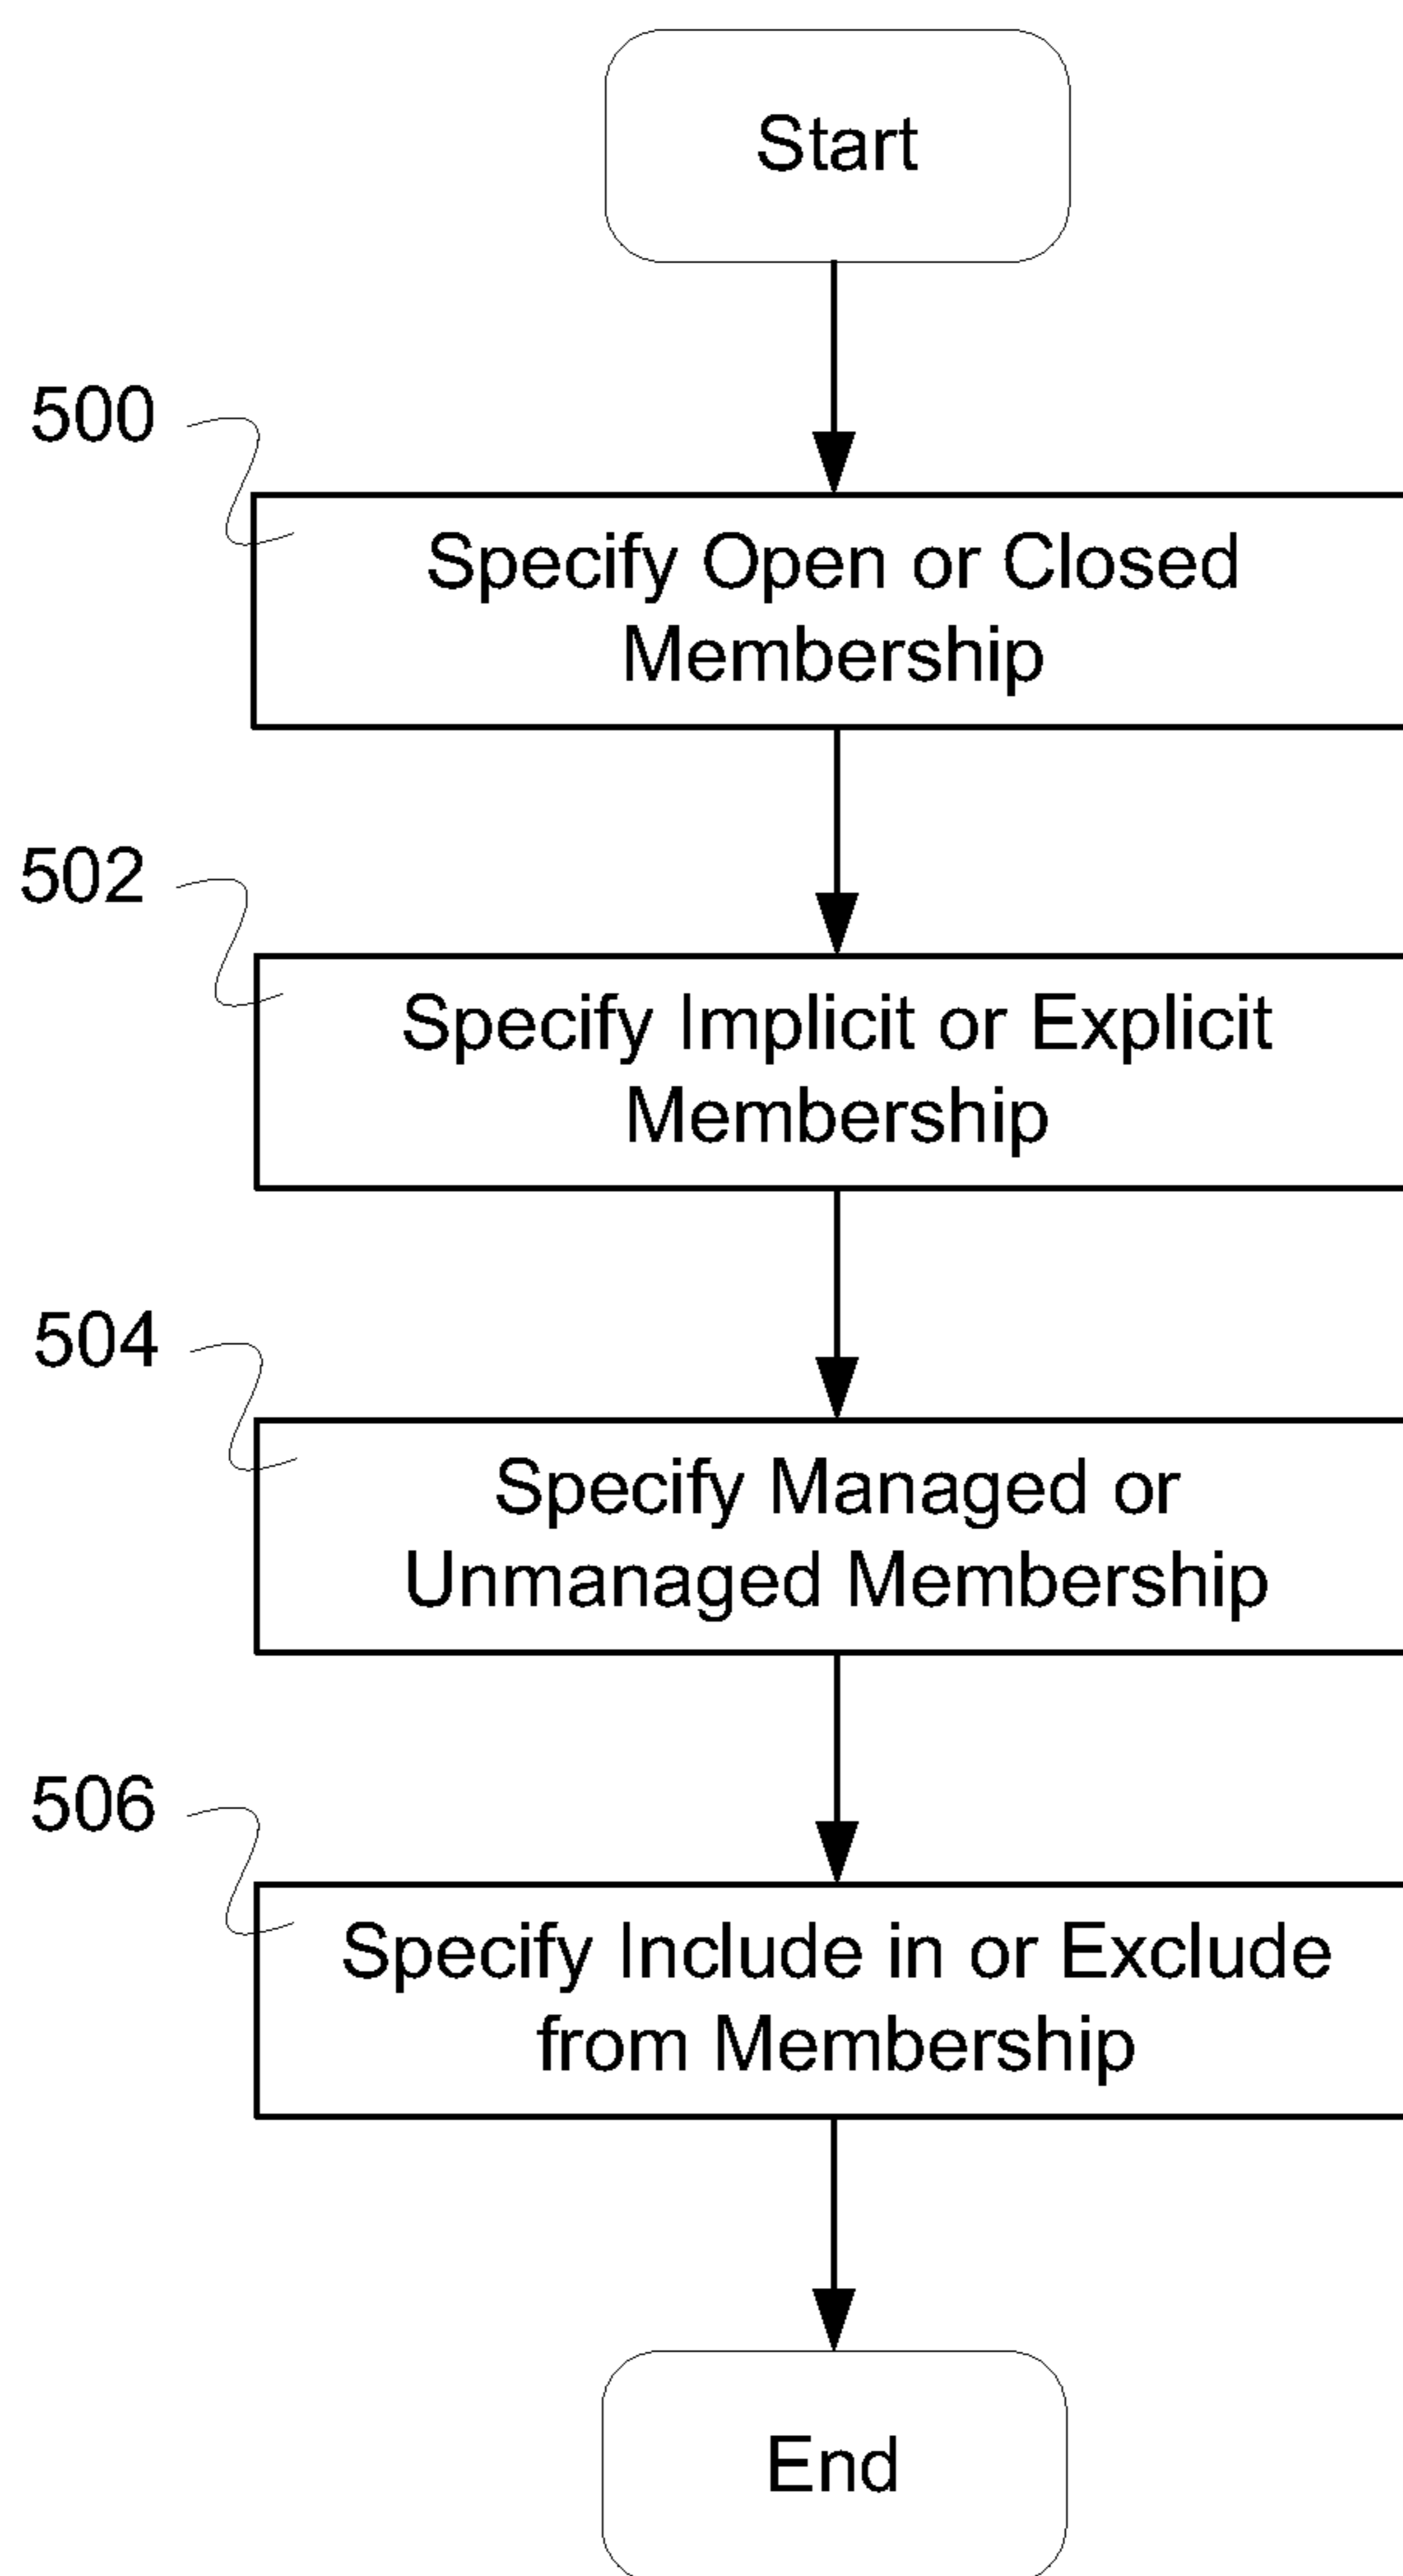 Start
500
Specify Open or Closed
Membership
502
Specify Implicit or Explicit
Membership
504
Specify Managed or
Unmanaged Membership
506
Specify Include in or Exclude
from Membership
End